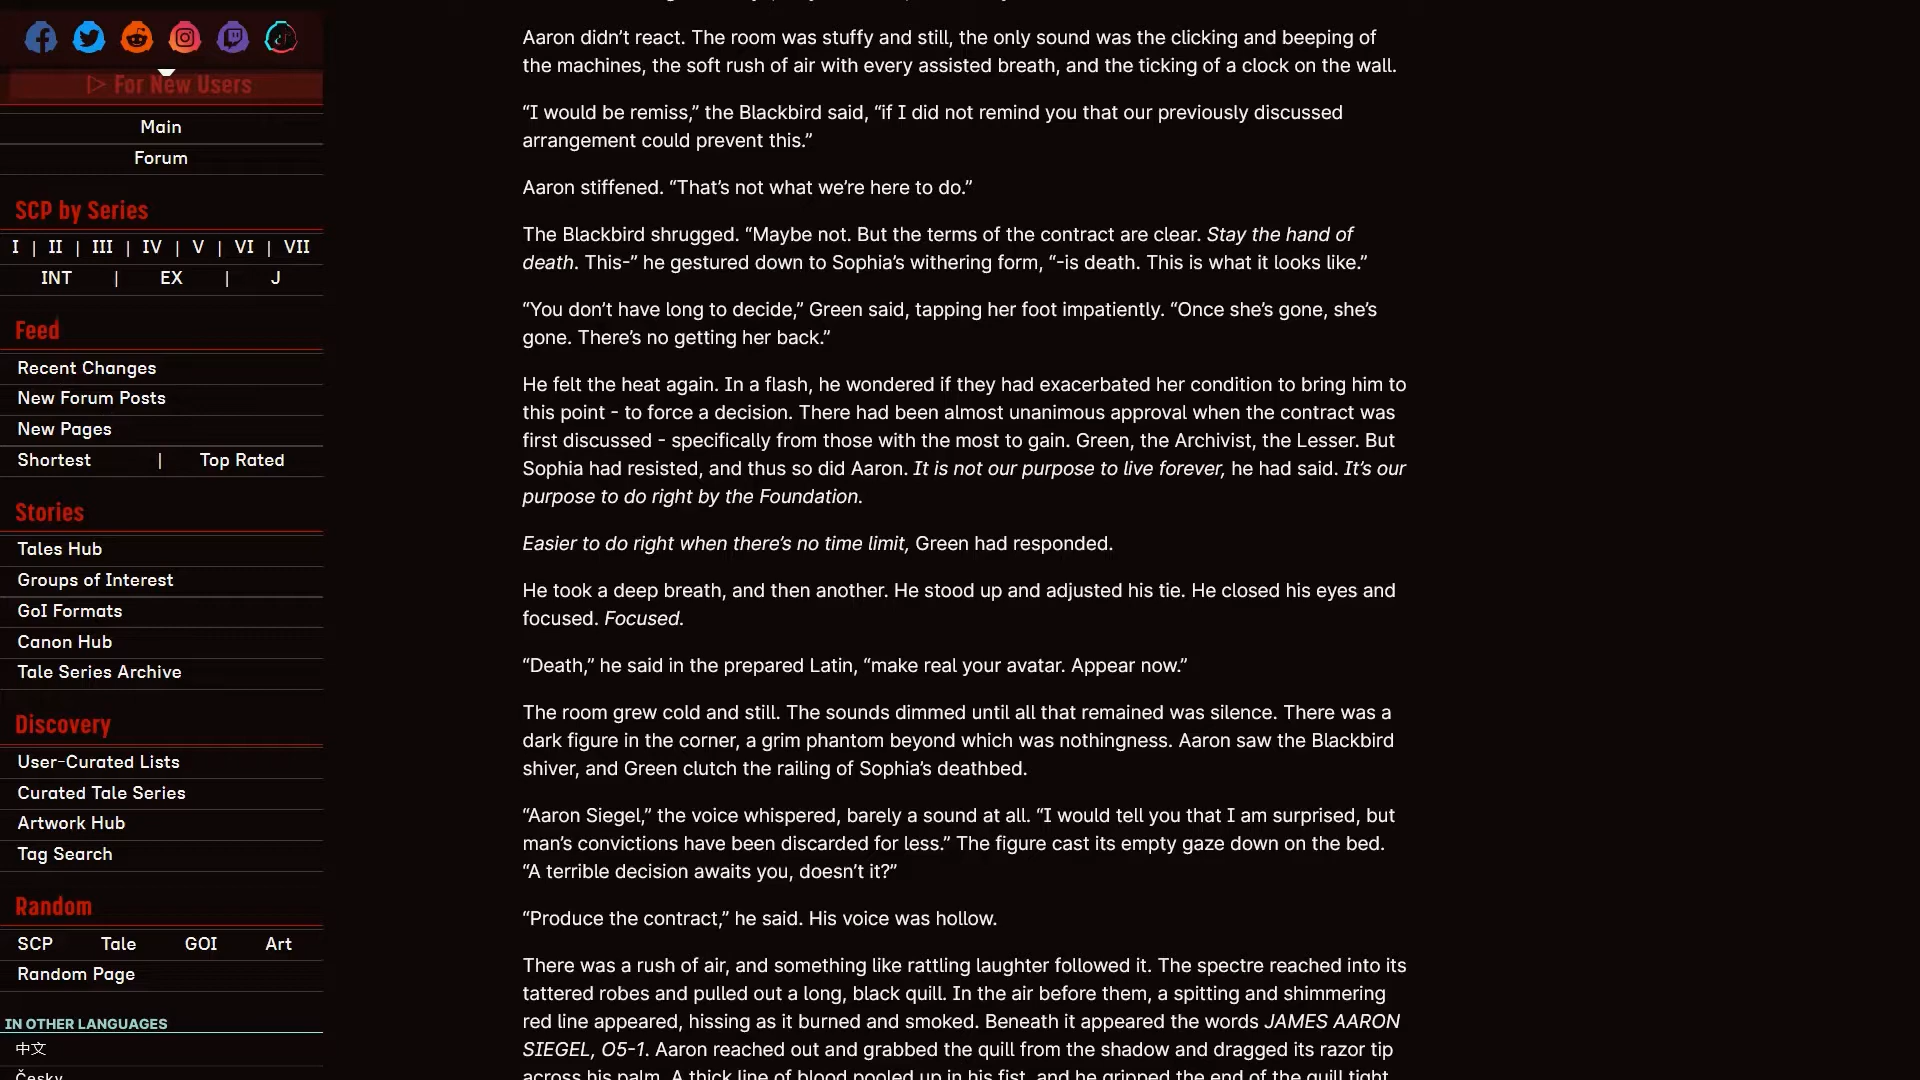 ▷ For New Users
Main
Forum
SCP by Series
I | II | III | IV | V | VI | VII
INT | EX | J
Feed
Recent Changes
New Forum Posts
New Pages
Shortest | Top Rated
Stories
Tales Hub
Groups of Interest
GoI Formats
Canon Hub
Tale Series Archive
Discovery
User-Curated Lists
Curated Tale Series
Artwork Hub
Tag Search
Random
SCP Tale GOI Art
Random Page
IN OTHER LANGUAGES
中文
Česky
Aaron didn’t react. The room was stuffy and still, the only sound was the clicking and beeping of
the machines, the soft rush of air with every assisted breath, and the ticking of a clock on the wall.
“I would be remiss,” the Blackbird said, “if I did not remind you that our previously discussed
arrangement could prevent this.”
Aaron stiffened. “That’s not what we’re here to do.”
The Blackbird shrugged. “Maybe not. But the terms of the contract are clear. Stay the hand of
death. This-” he gestured down to Sophia’s withering form, “-is death. This is what it looks like.”
“You don’t have long to decide,” Green said, tapping her foot impatiently. “Once she’s gone, she’s
gone. There’s no getting her back.”
He felt the heat again. In a flash, he wondered if they had exacerbated her condition to bring him to
this point - to force a decision. There had been almost unanimous approval when the contract was
first discussed - specifically from those with the most to gain. Green, the Archivist, the Lesser. But
Sophia had resisted, and thus so did Aaron. It is not our purpose to live forever, he had said. It’s our
purpose to do right by the Foundation.
Easier to do right when there’s no time limit, Green had responded.
He took a deep breath, and then another. He stood up and adjusted his tie. He closed his eyes and
focused. Focused.
“Death,” he said in the prepared Latin, “make real your avatar. Appear now.”
The room grew cold and still. The sounds dimmed until all that remained was silence. There was a
dark figure in the corner, a grim phantom beyond which was nothingness. Aaron saw the Blackbird
shiver, and Green clutch the railing of Sophia’s deathbed.
“Aaron Siegel,” the voice whispered, barely a sound at all. “I would tell you that I am surprised, but
man’s convictions have been discarded for less.” The figure cast its empty gaze down on the bed.
“A terrible decision awaits you, doesn’t it?”
“Produce the contract,” he said. His voice was hollow.
There was a rush of air, and something like rattling laughter followed it. The spectre reached into its
tattered robes and pulled out a long, black quill. In the air before them, a spitting and shimmering
red line appeared, hissing as it burned and smoked. Beneath it appeared the words JAMES AARON
SIEGEL, O5-1. Aaron reached out and grabbed the quill from the shadow and dragged its razor tip
across his palm. A thick line of blood pooled up in his fist, and he gripped the end of the quill tight